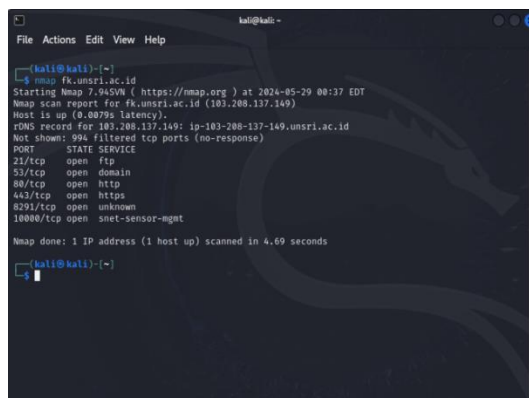 kali@kali: ~
File Actions Edit View Help
(kali㉿kali)-[~]
$ nmap fk.unsri.ac.id
Starting Nmap 7.94SVN ( https://nmap.org ) at 2024-05-29 00:37 EDT
Nmap scan report for fk.unsri.ac.id (103.208.137.149)
Host is up (0.0079s latency).
rDNS record for 103.208.137.149: ip-103-208-137-149.unsri.ac.id
Not shown: 994 filtered tcp ports (no-response)
PORT STATE SERVICE
21/tcp open ftp
53/tcp open domain
80/tcp open http
443/tcp open https
8291/tcp open unknown
10000/tcp open snet-sensor-mgmt
Nmap done: 1 IP address (1 host up) scanned in 4.69 seconds
(kali㉿kali)-[~]
$